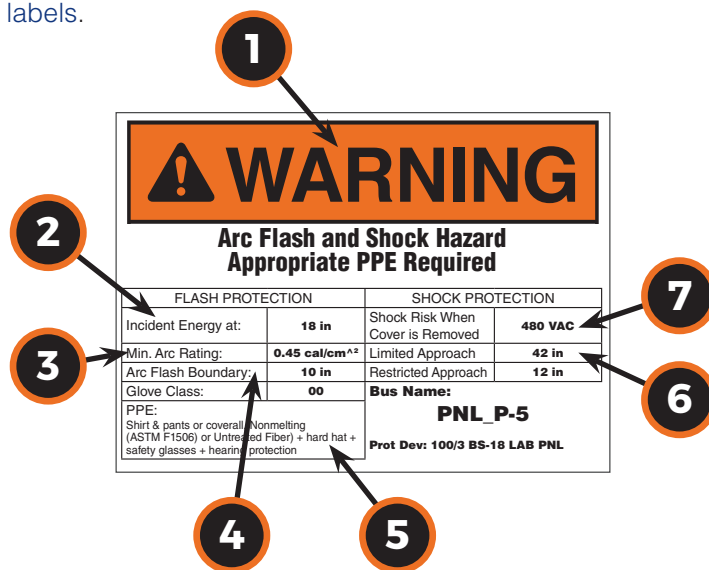 labels.
1
WARNING
Arc Flash and Shock Hazard
Appropriate PPE Required
2
FLASH PROTECTION
SHOCK PROTECTION
7
Incident Energy at:
18 in
Shock Risk When
Cover is Removed
480 VAC
3
Min. Arc Rating:
0.45 cal/cm^²
Limited Approach
42 in
Arc Flash Boundary:
10 in
Restricted Approach
12 in
6
Glove Class:
00
Bus Name:
PNL_P-5
PPE:
Shirt & pants or coverall, Nonmelting
(ASTM F1506) or Untreated Fiber) + hard hat +
safety glasses + hearing protection
Prot Dev: 100/3 BS-18 LAB PNL
4
5